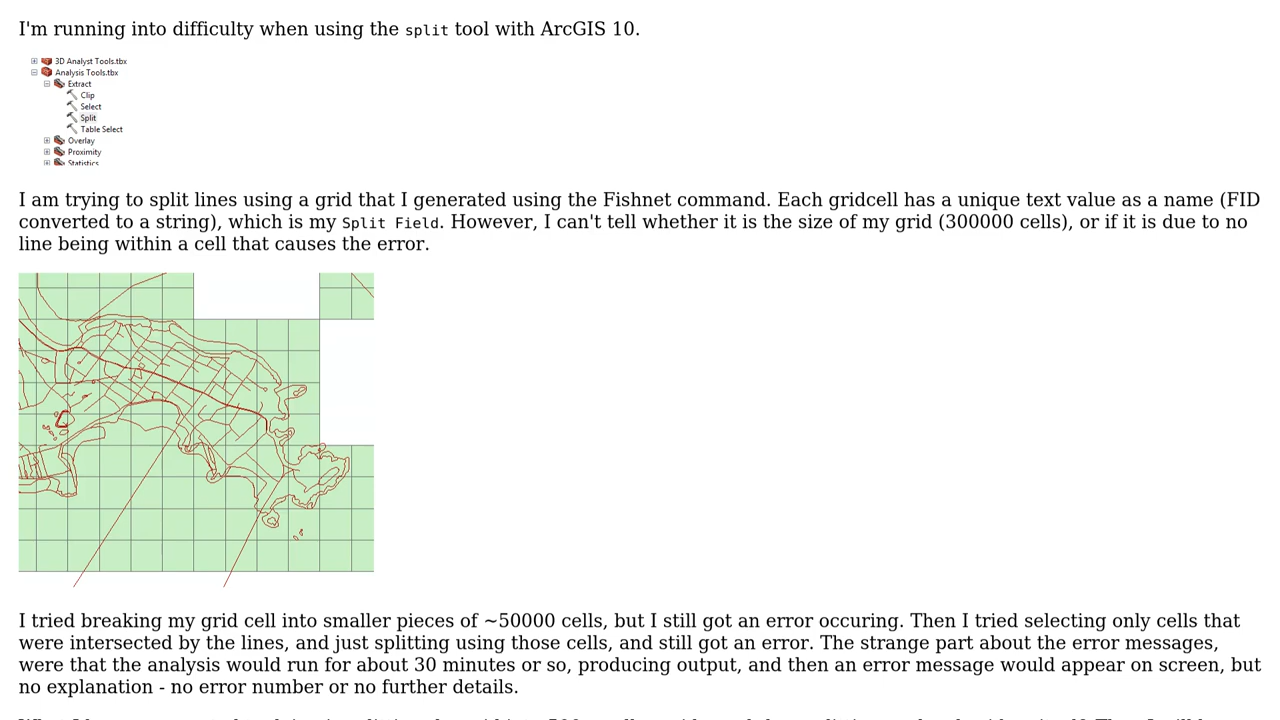 I'm running into difficulty when using the split tool with ArcGIS 10.
3D Analyst Tools.tbx
Analysis Tools.tbx
Extract
Clip
Select
Split
Table Select
Overlay
Proximity
Statistics
I am trying to split lines using a grid that I generated using the Fishnet command. Each gridcell has a unique text value as a name (FID
converted to a string), which is my Split Field. However, I can't tell whether it is the size of my grid (300000 cells), or if it is due to no
line being within a cell that causes the error.
I tried breaking my grid cell into smaller pieces of ~50000 cells, but I still got an error occuring. Then I tried selecting only cells that
were intersected by the lines, and just splitting using those cells, and still got an error. The strange part about the error messages,
were that the analysis would run for about 30 minutes or so, producing output, and then an error message would appear on screen, but
no explanation - no error number or no further details.